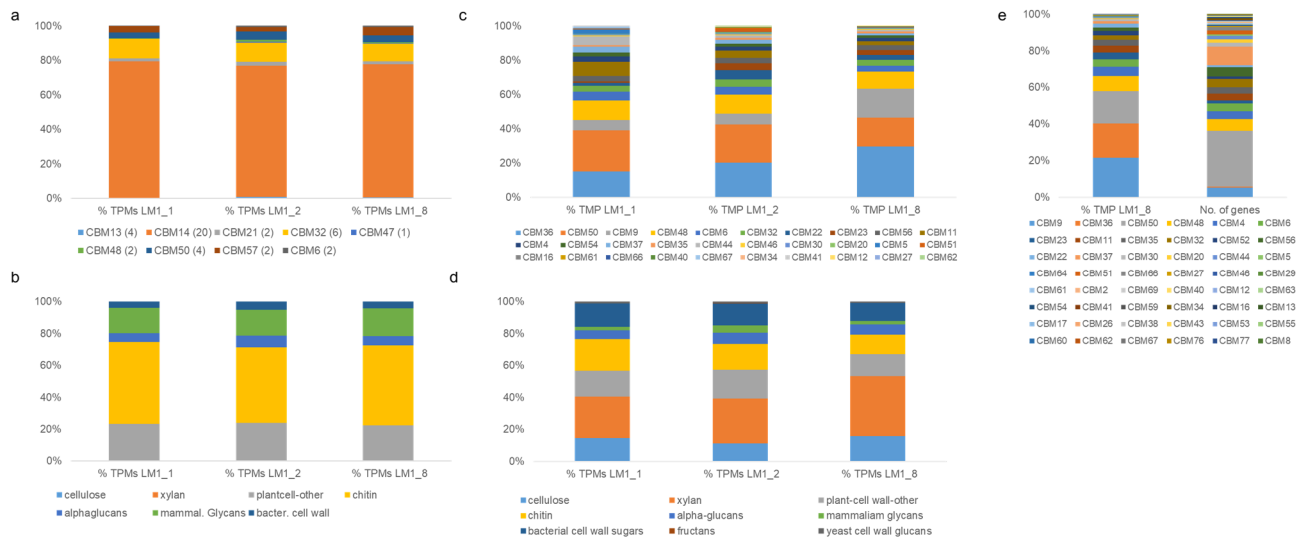 a
100%
80%
60%
40%
20%
0%
% TPMs LM1_1 % TPMs LM1_2 % TPMs LM1_8
CBM13 (4) CBM14 (20) CBM21 (2) CBM32 (6) CBM47 (1)
CBM48 (2) CBM50 (4) CBM57 (2) CBM6 (2)
b
100%
80%
60%
40%
20%
0%
% TPMs LM1_1 % TPMs LM1_2 % TPMs LM1_8
cellulose xylan plantcell-other chitin
alphaglucans mammal. Glycans bacter. cell wall
c
100%
80%
60%
40%
20%
0%
% TMP LM1_1 % TMP LM1_2 % TMP LM1_8
CBM36 CBM50 CBM9 CBM48 CBM6 CBM32 CBM22 CBM23 CBM56 CBM11
CBM4 CBM54 CBM37 CBM35 CBM44 CBM46 CBM30 CBM20 CBM5 CBM51
CBM16 CBM61 CBM66 CBM40 CBM67 CBM34 CBM41 CBM12 CBM27 CBM62
d
100%
80%
60%
40%
20%
0%
% TPMs LM1_1 % TPMs LM1_2 % TPMs LM1_8
cellulose xylan plant-cell wall-other
chitin alpha-glucans mammaliam glycans
bacterial cell wall sugars fructans yeast cell wall glucans
e
100%
80%
60%
40%
20%
0%
% TMP LM1_8 No. of genes
CBM9 CBM36 CBM50 CBM48 CBM4 CBM6
CBM23 CBM11 CBM35 CBM32 CBM52 CBM56
CBM22 CBM37 CBM30 CBM20 CBM44 CBM5
CBM64 CBM51 CBM66 CBM42 CBM46 CBM29
CBM61 CBM2 CBM69 CBM40 CBM12 CBM63
CBM54 CBM41 CBM59 CBM34 CBM16 CBM13
CBM17 CBM26 CBM38 CBM43 CBM53 CBM55
CBM60 CBM62 CBM67 CBM76 CBM77 CBM8